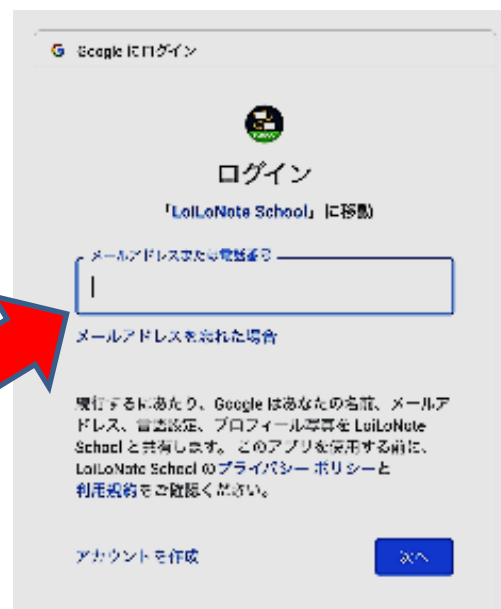 Google にログイン
ログイン
「LoiLoNote School」に移動
メールアドレスまたは電話番号
メールアドレスを忘れた場合
続行するにあたり、Google はあなたの名前、メールア
ドレス、言語設定、プロフィール写真を LoiLoNote
School と共有します。このアプリを使用する前に、
LoiLoNote School のプライバシー ポリシーと
利用規約をご確認ください。
アカウントを作成
次へ